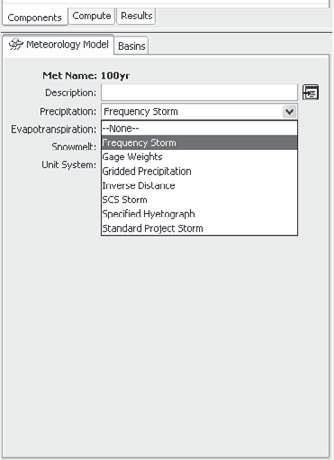 Components Compute Results
Meteorology Model Basins
Met Name: 100yr
Description:
Precipitation: Frequency Storm
Evapotranspiration: --None--
Frequency Storm
Snowmelt: Gage Weights
Unit System: Gridded Precipitation
Inverse Distance
SCS Storm
Specified Hyetograph
Standard Project Storm